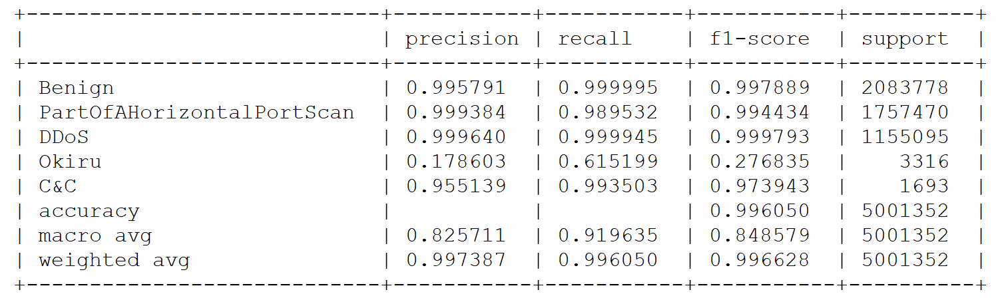 +----------------------------+-----------+-----------+-----------+----------+
|                            | precision | recall    | f1-score  | support  |
+----------------------------+-----------+-----------+-----------+----------+
| Benign                     | 0.995791  | 0.999995  | 0.997889  | 2083778  |
| PartOfAHorizontalPortScan  | 0.999384  | 0.989532  | 0.994434  | 1757470  |
| DDoS                       | 0.999640  | 0.999945  | 0.999793  | 1155095  |
| Okiru                      | 0.178603  | 0.615199  | 0.276835  |    3316  |
| C&C                        | 0.955139  | 0.993503  | 0.973943  |    1693  |
| accuracy                   |           |           | 0.996050  | 5001352  |
| macro avg                  | 0.825711  | 0.919635  | 0.848579  | 5001352  |
| weighted avg               | 0.997387  | 0.996050  | 0.996628  | 5001352  |
+----------------------------+-----------+-----------+-----------+----------+